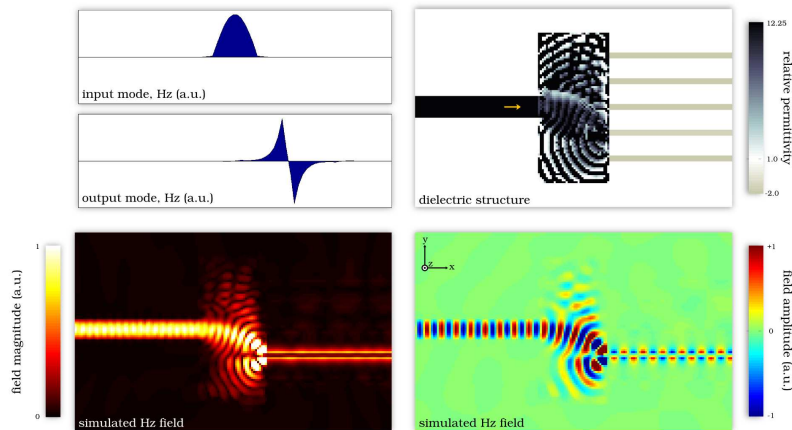 input mode, Hz (a.u.)
output mode, Hz (a.u.)
dielectric structure
12.25
1.0
-2.0
relative permittivity
1
0
field magnitude (a.u.)
simulated Hz field
y
z
x
simulated Hz field
+1
0
-1
field amplitude (a.u.)